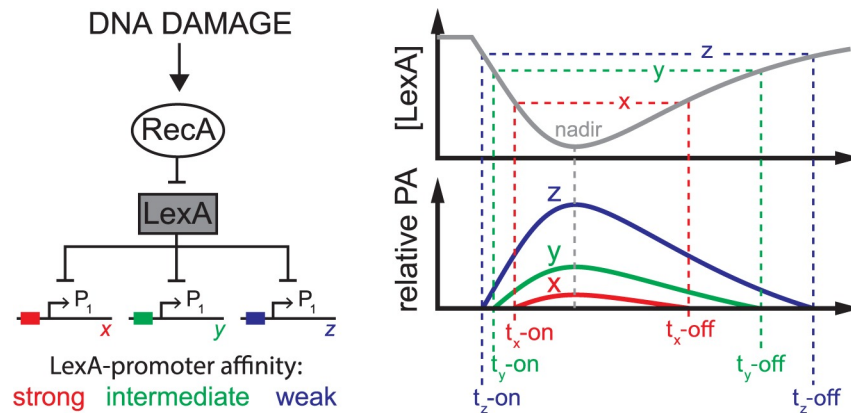 DNA DAMAGE
RecA
LexA
P1 P1 P1
x y z
LexA-promoter affinity:
strong intermediate weak
[LexA]
z
y
x
nadir
relative PA
z
y
x
tx-on tx-off
ty-on ty-off
tz-on tz-off